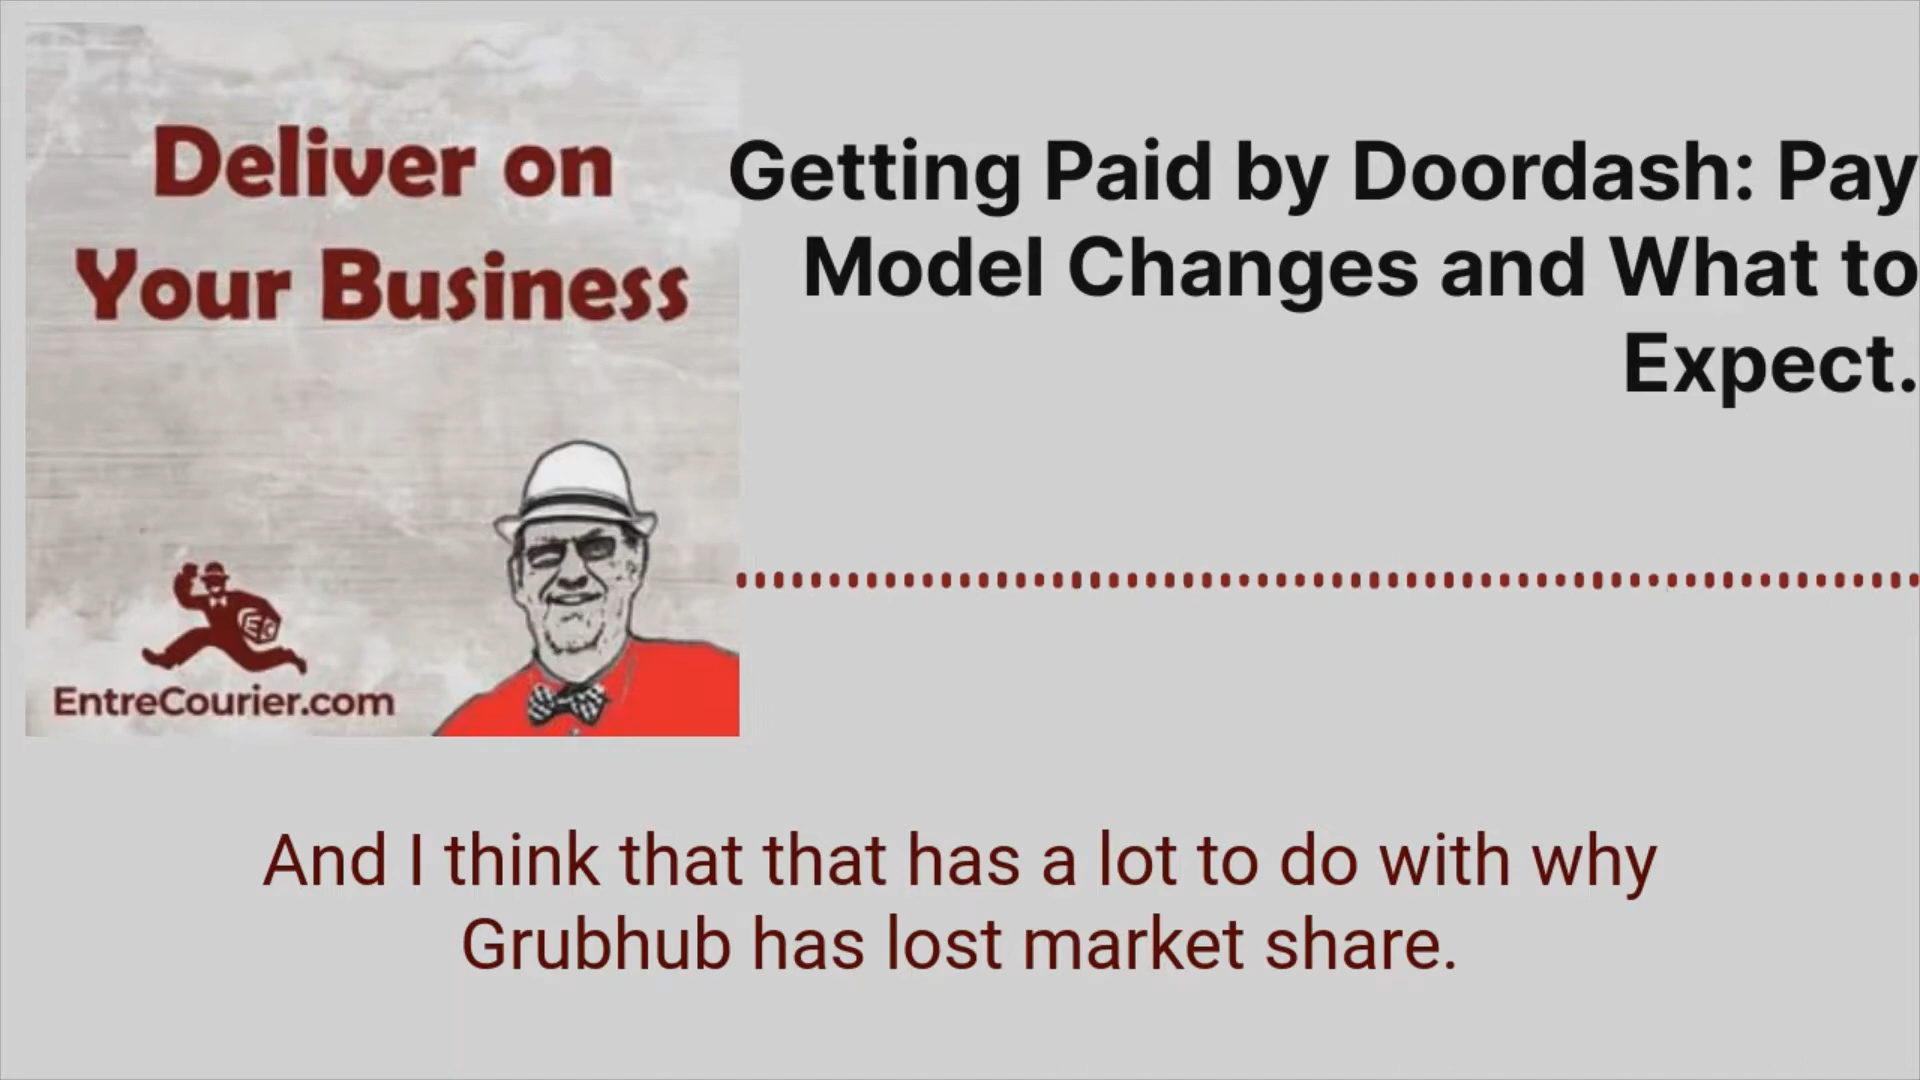 Deliver on
Your Business
EC
EntreCourier.com
Getting Paid by Doordash: Pay
Model Changes and What to
Expect.
And I think that that has a lot to do with why
Grubhub has lost market share.